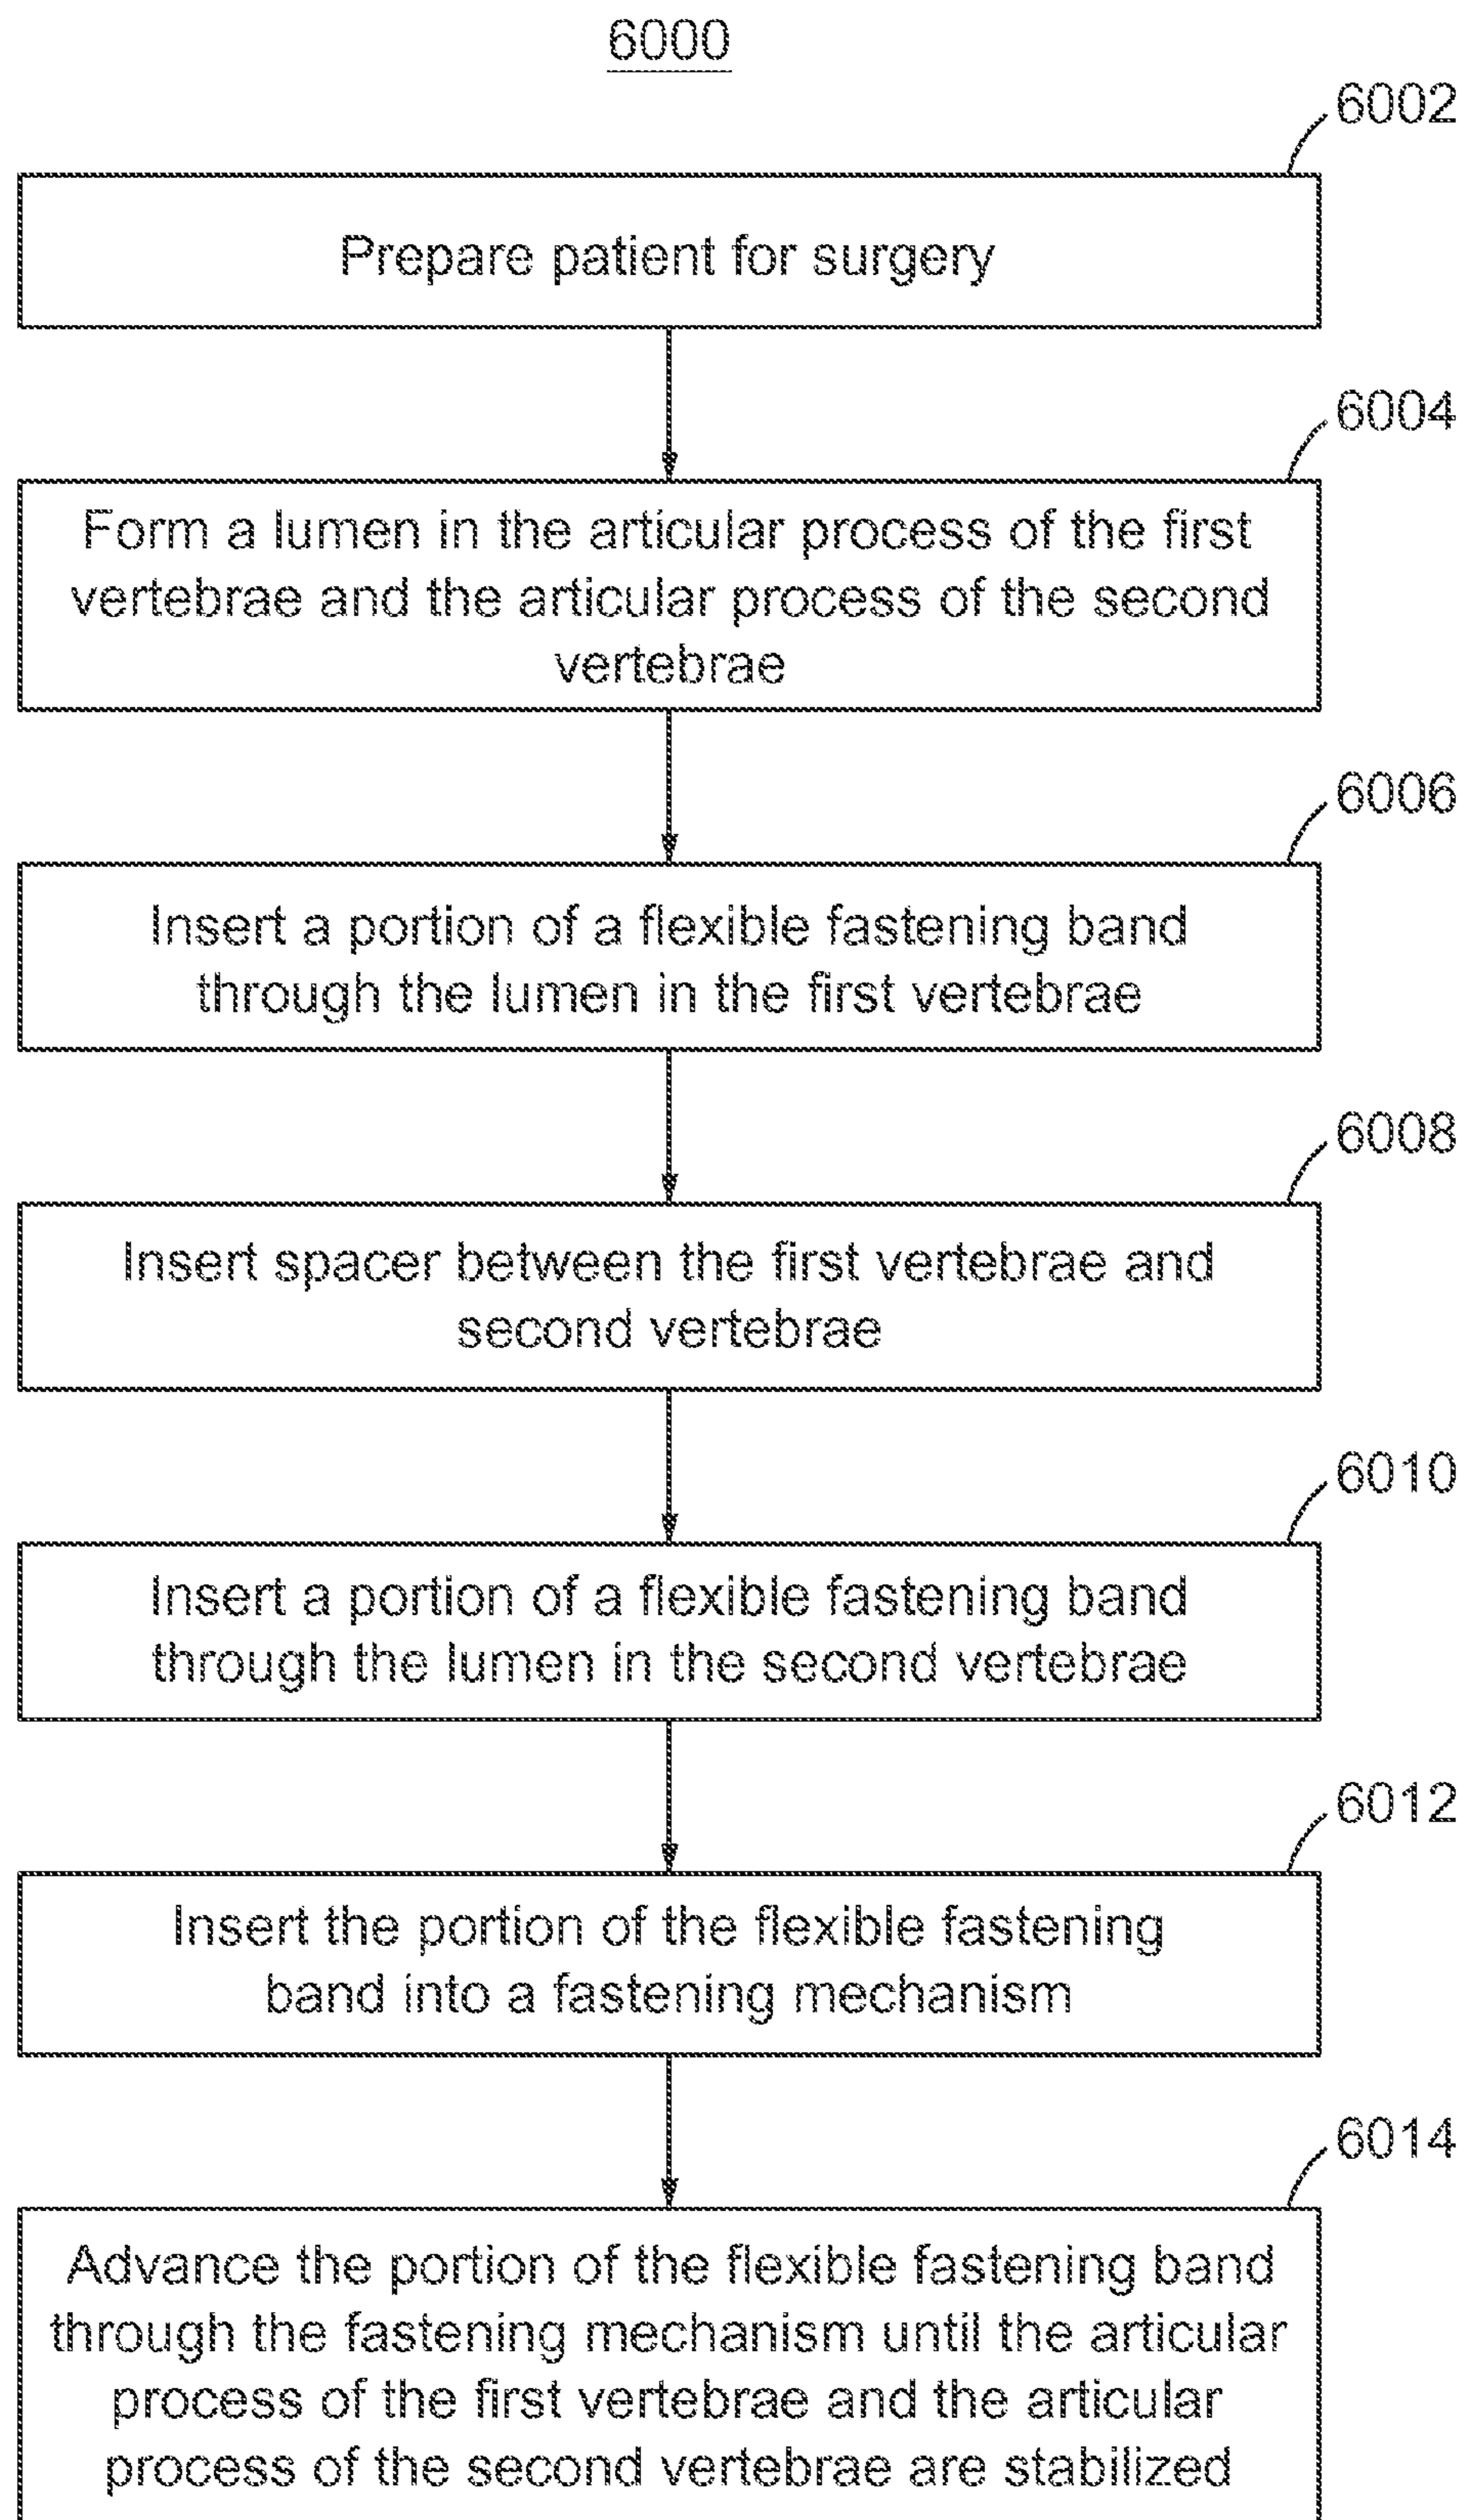 6000
6002
Prepare patient for surgery
6004
Form a lumen in the articular process of the first
vertebrae and the articular process of the second
vertebrae
6006
Insert a portion of a flexible fastening band
through the lumen in the first vertebrae
6008
Insert spacer between the first vertebrae and
second vertebrae
6010
Insert a portion of a flexible fastening band
through the lumen in the second vertebrae
6012
Insert the portion of the flexible fastening
band into a fastening mechanism
6014
Advance the portion of the flexible fastening band
through the fastening mechanism until the articular
process of the first vertebrae and the articular
process of the second vertebrae are stabilized